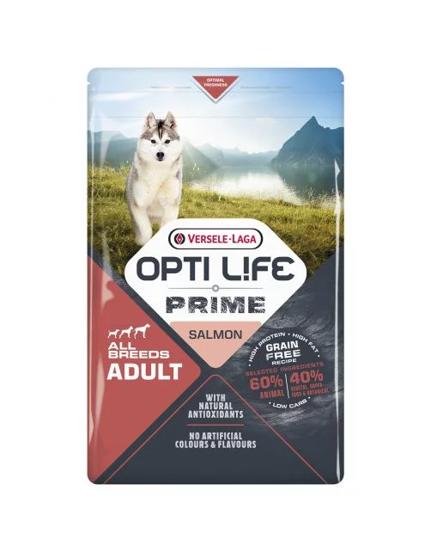 OPTIMAL
FRESHNESS
VERSELE-LAGA
OPTI LIFE
PRIME
SALMON
ALL
BREEDS
ADULT
• HIGH PROTEIN • HIGH FAT •
GRAIN
FREE
RECIPE
SELECTED INGREDIENTS
60% 40%
ANIMAL
• LOW CARB •
WITH
NATURAL
ANTIOXIDANTS
NO ARTIFICIAL
COLOURS & FLAVOURS